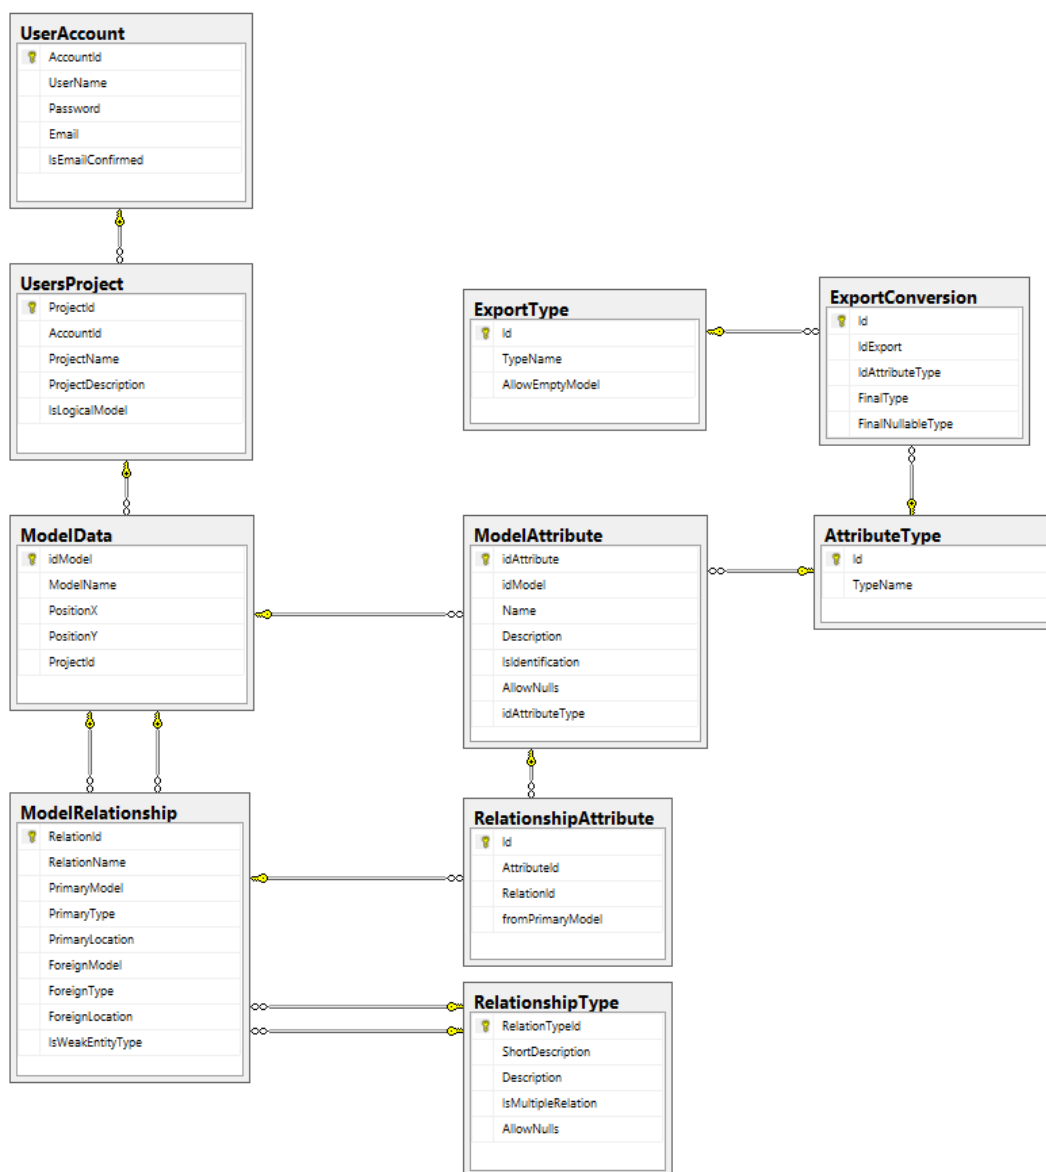 UserAccount
AccountId
UserName
Password
Email
IsEmailConfirmed
UsersProject
ProjectId
AccountId
ProjectName
ProjectDescription
IsLogicalModel
ExportType
Id
TypeName
AllowEmptyModel
ExportConversion
Id
IdExport
IdAttributeType
FinalType
FinalNullableType
ModelData
idModel
ModelName
PositionX
PositionY
ProjectId
ModelAttribute
idAttribute
idModel
Name
Description
IsIdentification
AllowNulls
idAttributeType
AttributeType
Id
TypeName
ModelRelationship
RelationId
RelationName
PrimaryModel
PrimaryType
PrimaryLocation
ForeignModel
ForeignType
ForeignLocation
IsWeakEntityType
RelationshipAttribute
Id
AttributeId
RelationId
fromPrimaryModel
RelationshipType
RelationTypeId
ShortDescription
Description
IsMultipleRelation
AllowNulls